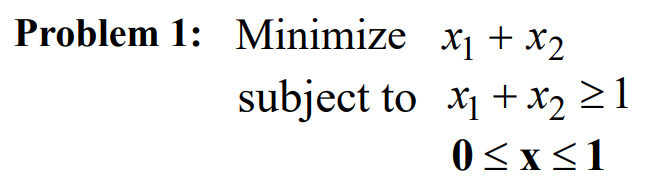 Problem 1: Minimize x₁ + x₂
subject to x₁ + x₂ ≥ 1
0 ≤ x ≤ 1